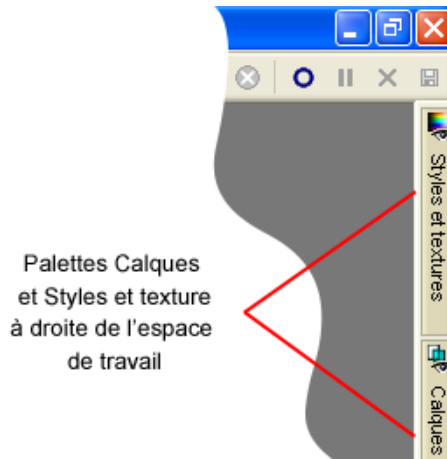 Styles et textures
Palettes Calques
et Styles et texture
à droite de l'espace
de travail
Calques